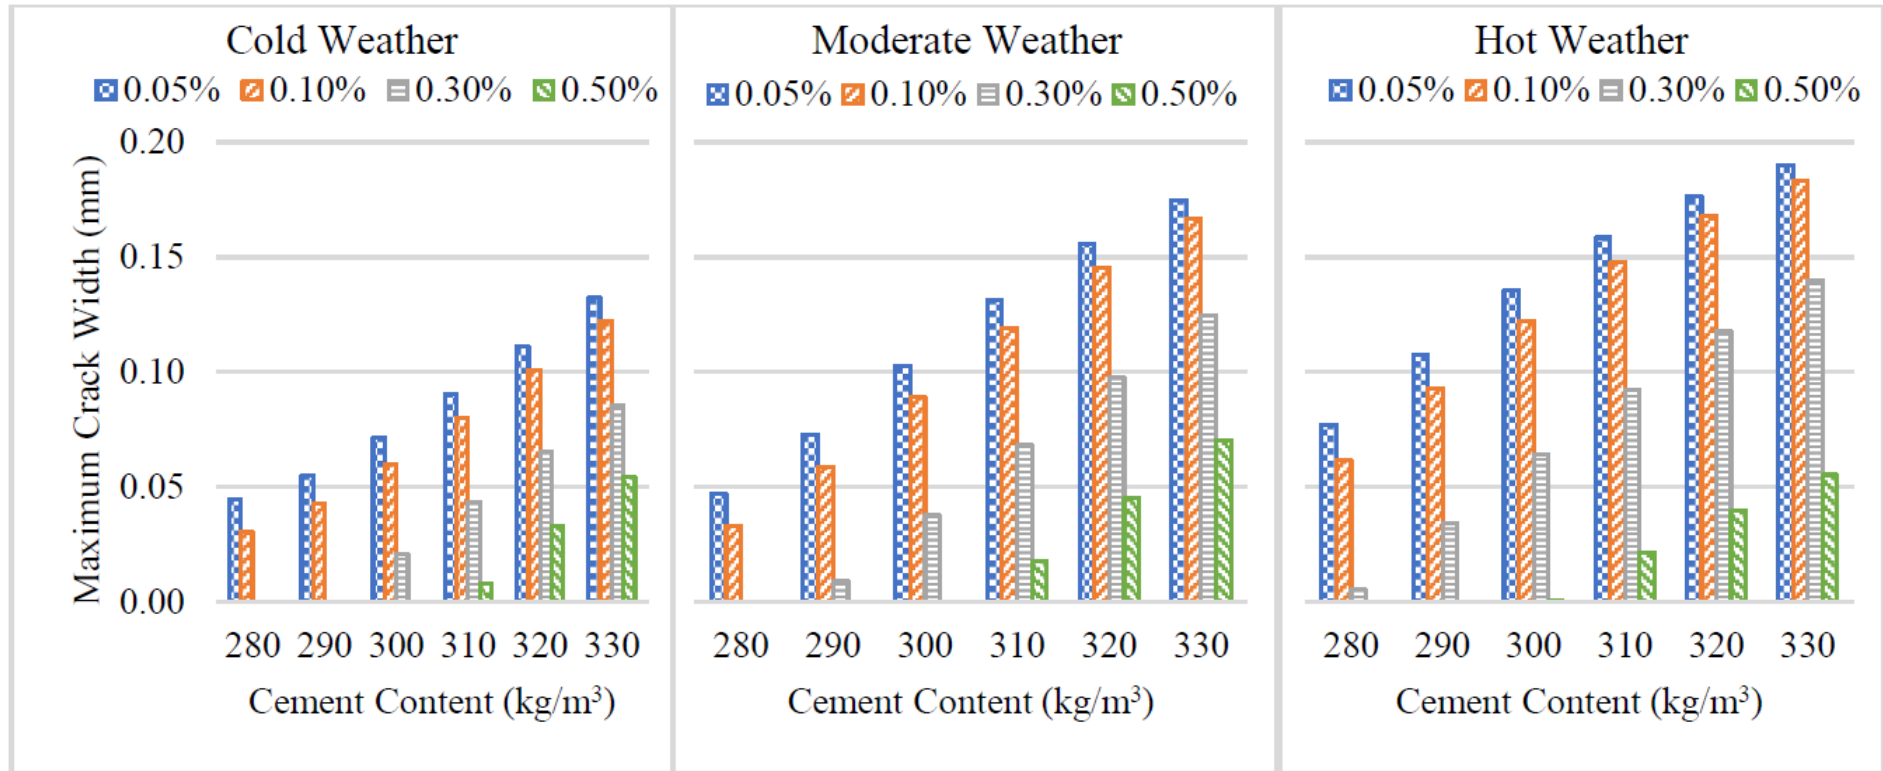 Cold Weather
0.05% 0.10% 0.30% 0.50%
Maximum Crack Width (mm)
0.20
0.15
0.10
0.05
0.00
280 290 300 310 320 330
Cement Content (kg/m³)
Moderate Weather
0.05% 0.10% 0.30% 0.50%
280 290 300 310 320 330
Cement Content (kg/m³)
Hot Weather
0.05% 0.10% 0.30% 0.50%
280 290 300 310 320 330
Cement Content (kg/m³)